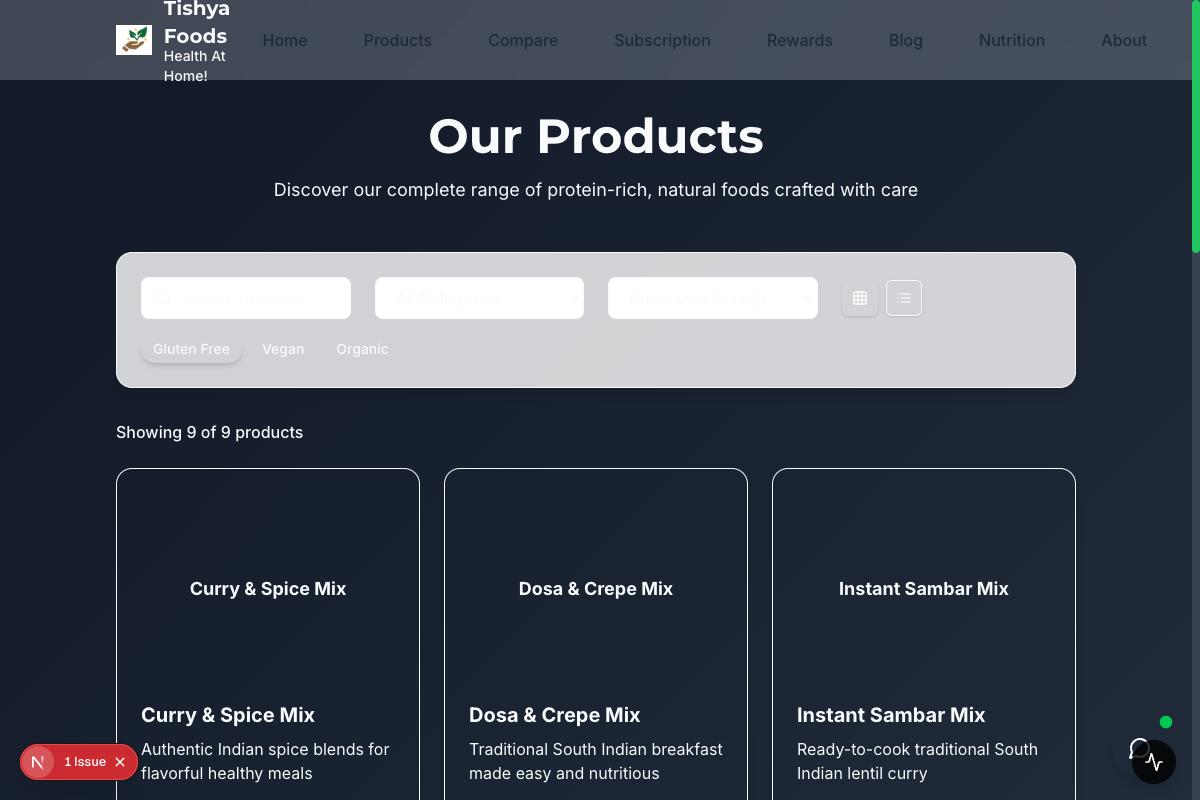 Tishya
Foods
Health At
Home!
Home
Products
Compare
Subscription
Rewards
Blog
Nutrition
About
Our Products
Discover our complete range of protein-rich, natural foods crafted with care
All Categories
Price: Low to High
Gluten Free
Vegan
Organic
Showing 9 of 9 products
Curry & Spice Mix
Dosa & Crepe Mix
Instant Sambar Mix
Curry & Spice Mix
Authentic Indian spice blends for
flavorful healthy meals
Dosa & Crepe Mix
Traditional South Indian breakfast
made easy and nutritious
Instant Sambar Mix
Ready-to-cook traditional South
Indian lentil curry
N
1 Issue